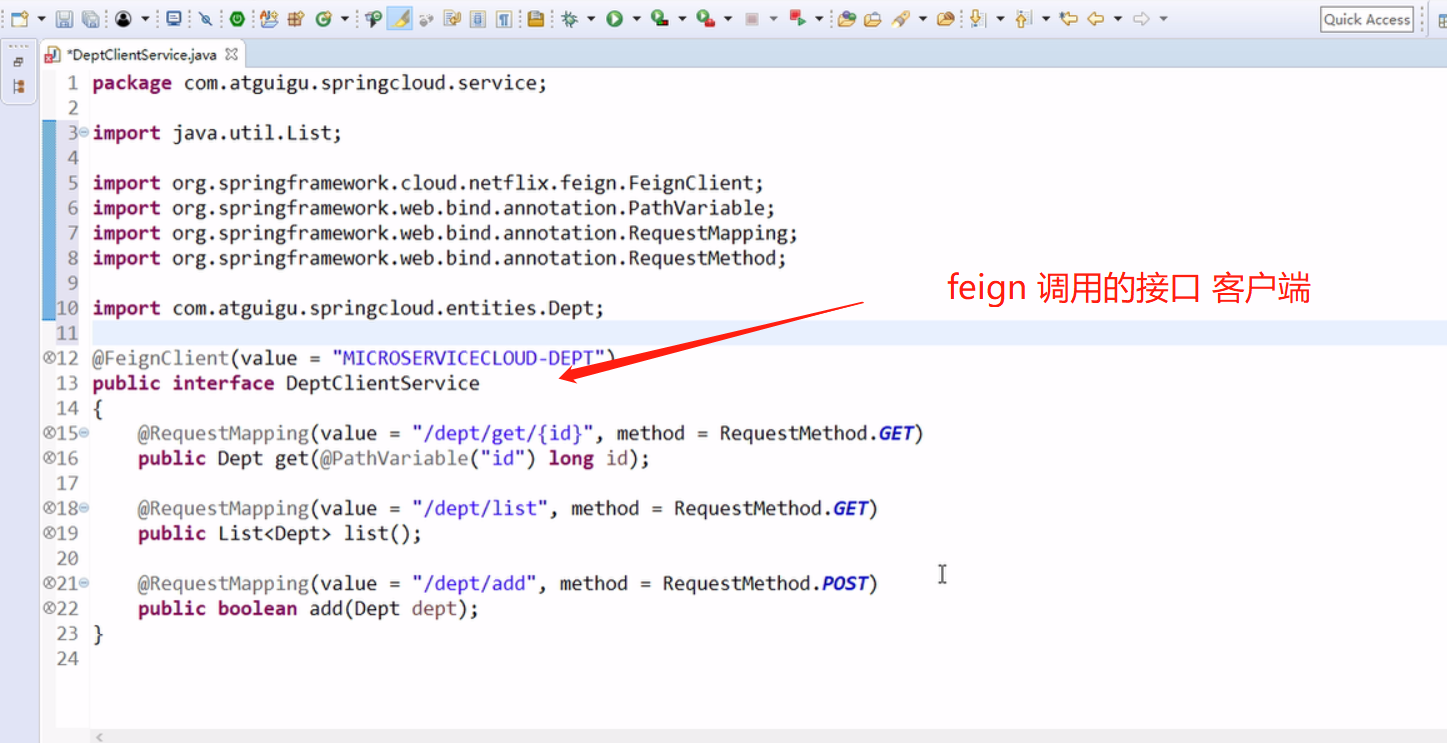 Quick Access
*DeptClientService.java
1 package com.atguigu.springcloud.service;
2
3 import java.util.List;
4
5 import org.springframework.cloud.netflix.feign.FeignClient;
6 import org.springframework.web.bind.annotation.PathVariable;
7 import org.springframework.web.bind.annotation.RequestMapping;
8 import org.springframework.web.bind.annotation.RequestMethod;
9
feign 调用的接口 客户端
10 import com.atguigu.springcloud.entities.Dept;
11
12 @FeignClient(value = "MICROSERVICECLOUD-DEPT")
13 public interface DeptClientService
14 {
15 @RequestMapping(value = "/dept/get/{id}", method = RequestMethod.GET)
16 public Dept get(@PathVariable("id") long id);
17
18 @RequestMapping(value = "/dept/list", method = RequestMethod.GET)
19 public List<Dept> list();
20
21 @RequestMapping(value = "/dept/add", method = RequestMethod.POST)
22 public boolean add(Dept dept);
23 }
24